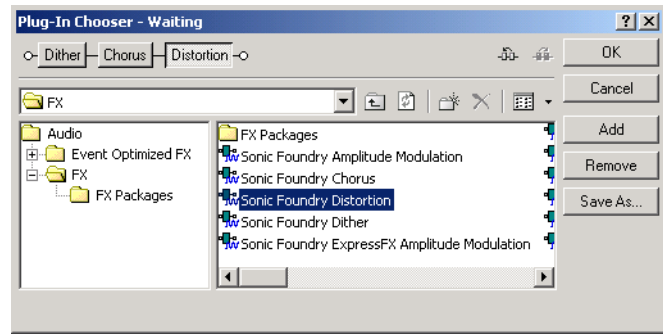 Plug-In Chooser - Waiting
Dither Chorus Distortion
OK
FX
Cancel
Audio
Event Optimized FX
FX
FX Packages
FX Packages
Sonic Foundry Amplitude Modulation
Sonic Foundry Chorus
Sonic Foundry Distortion
Sonic Foundry Dither
Sonic Foundry ExpressFX Amplitude Modulation
Add
Remove
Save As...